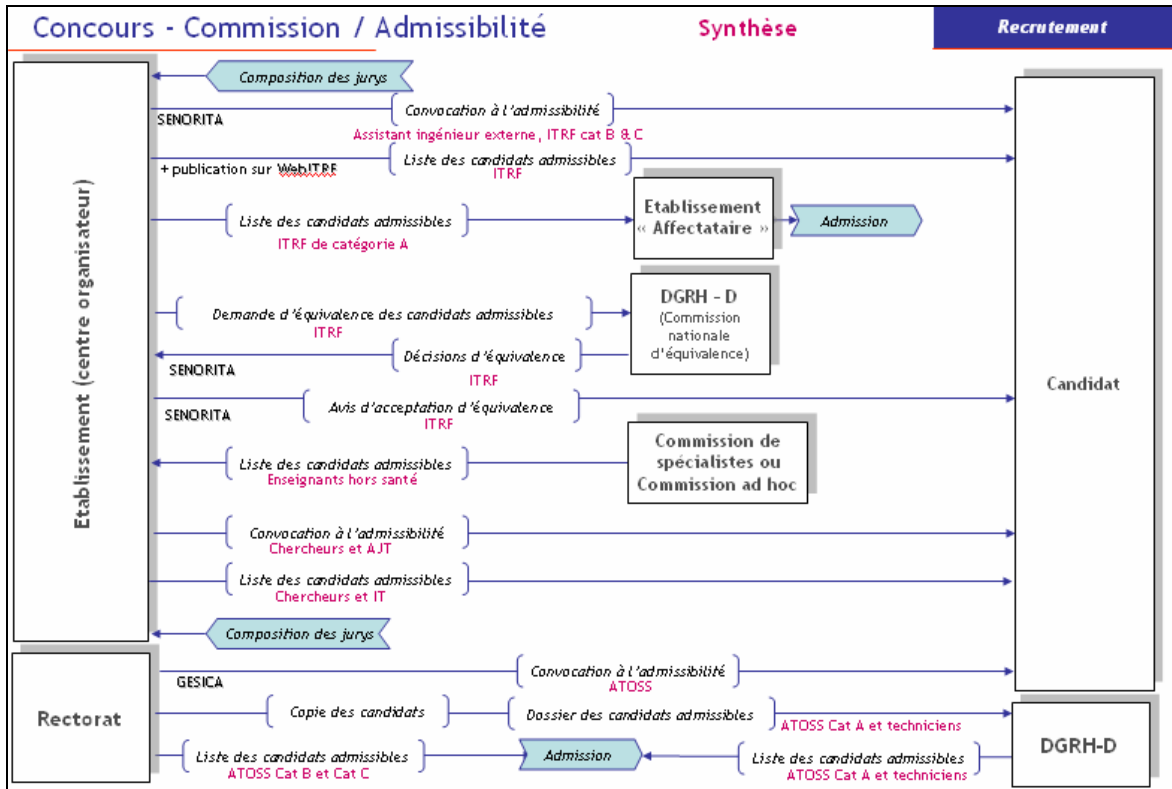 Concours - Commission / Admissibilité
Synthèse
Recrutement
Composition des jurys
Convocation à l'admissibilité
SENORITA
Assistant ingénieur externe, ITRF cat B & C
Liste des candidats admissibles
+ publication sur WebITRF
ITRF
Etablissement (centre organisateur)
Liste des candidats admissibles
ITRF de catégorie A
Etablissement
« Affectataire »
Admission
Demande d'équivalence des candidats admissibles
ITRF
DGRH - D
(Commission
nationale
d'équivalence)
Décisions d'équivalence
SENORITA
ITRF
Candidat
Avis d'acceptation d'équivalence
SENORITA
ITRF
Commission de
spécialistes ou
Commission ad hoc
Liste des candidats admissibles
Enseignants hors santé
Convocation à l'admissibilité
Chercheurs et AJT
Liste des candidats admissibles
Chercheurs et IT
Composition des jurys
Convocation à l'admissibilité
GESICA
ATOSS
Rectorat
Copie des candidats
Dossier des candidats admissibles
ATOSS Cat A et techniciens
DGRH-D
Liste des candidats admissibles
ATOSS Cat B et Cat C
Admission
Liste des candidats admissibles
ATOSS Cat A et techniciens